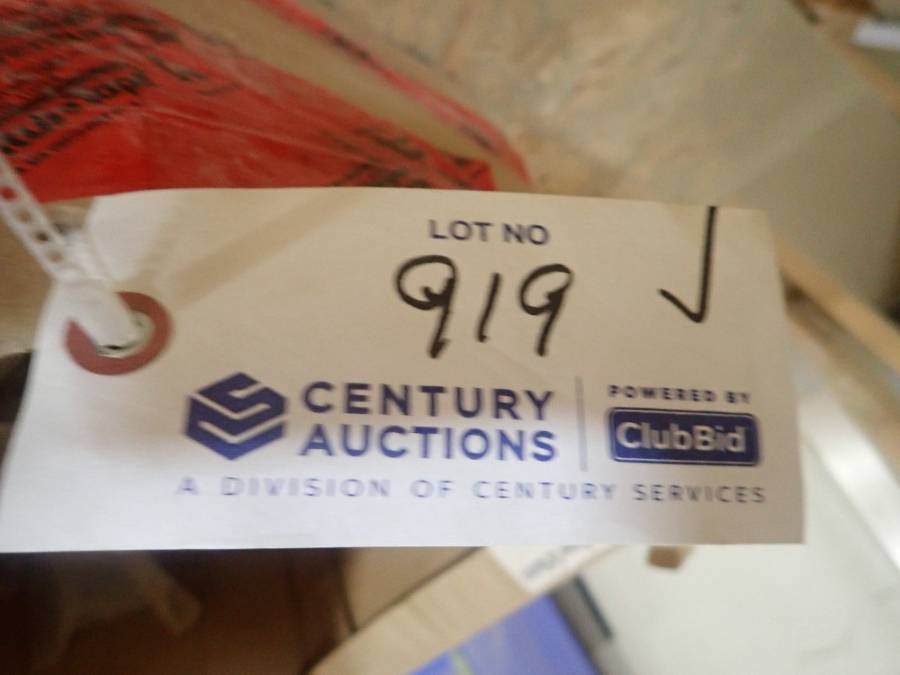 LOT NO
919 ✓
CENTURY
AUCTIONS
POWERED BY
ClubBid
A DIVISION OF CENTURY SERVICES